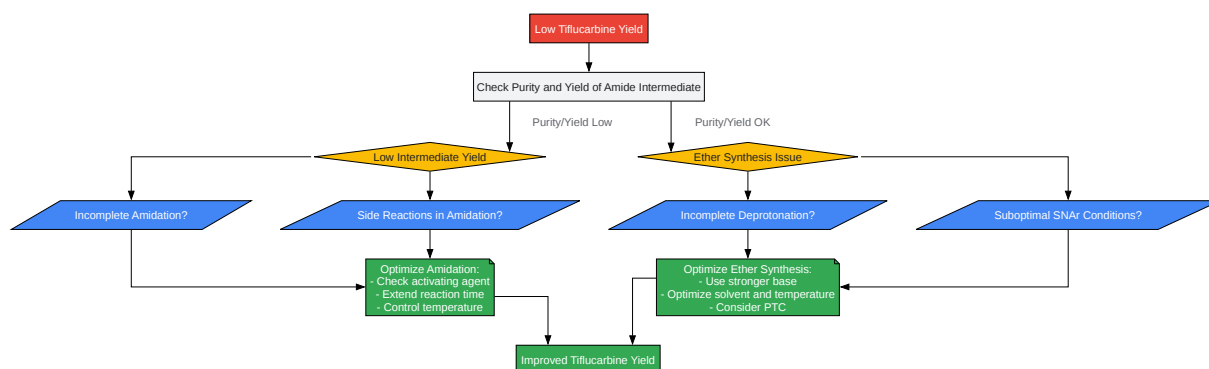 Low Tiflucarbine Yield
Check Purity and Yield of Amide Intermediate
Purity/Yield Low
Purity/Yield OK
Low Intermediate Yield
Ether Synthesis Issue
Incomplete Amidation?
Side Reactions in Amidation?
Incomplete Deprotonation?
Suboptimal SNAr Conditions?
Optimize Amidation:
- Check activating agent
- Extend reaction time
- Control temperature
Optimize Ether Synthesis:
- Use stronger base
- Optimize solvent and temperature
- Consider PTC
Improved Tiflucarbine Yield